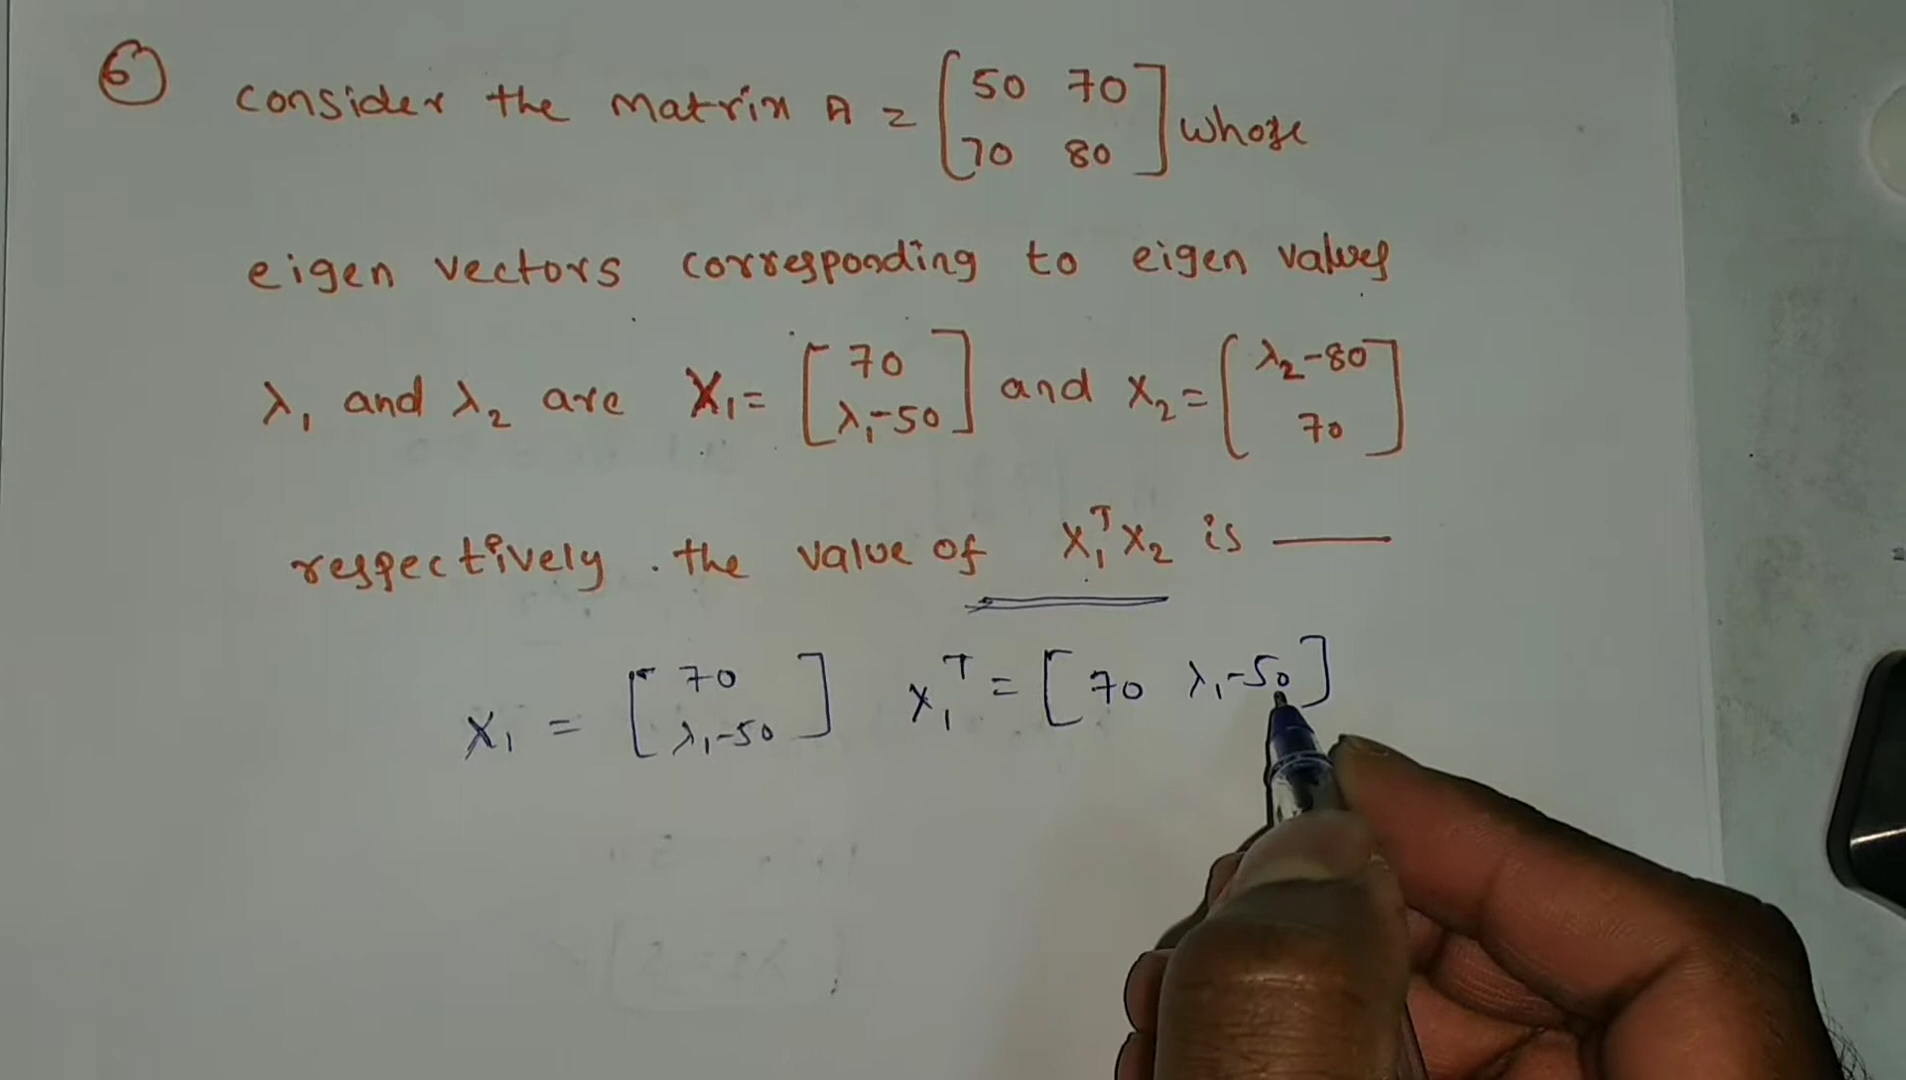 6 consider the matrix A = [50 70; 70 80] whose
eigen vectors corresponding to eigen values
λ₁ and λ₂ are X₁ = [70; λ₁-50] and X₂ = [λ₂-80; 70]
respectively . the value of X₁ᵀX₂ is ___
X₁ = [70; λ₁-50] X₁ᵀ = [70 λ₁-50]